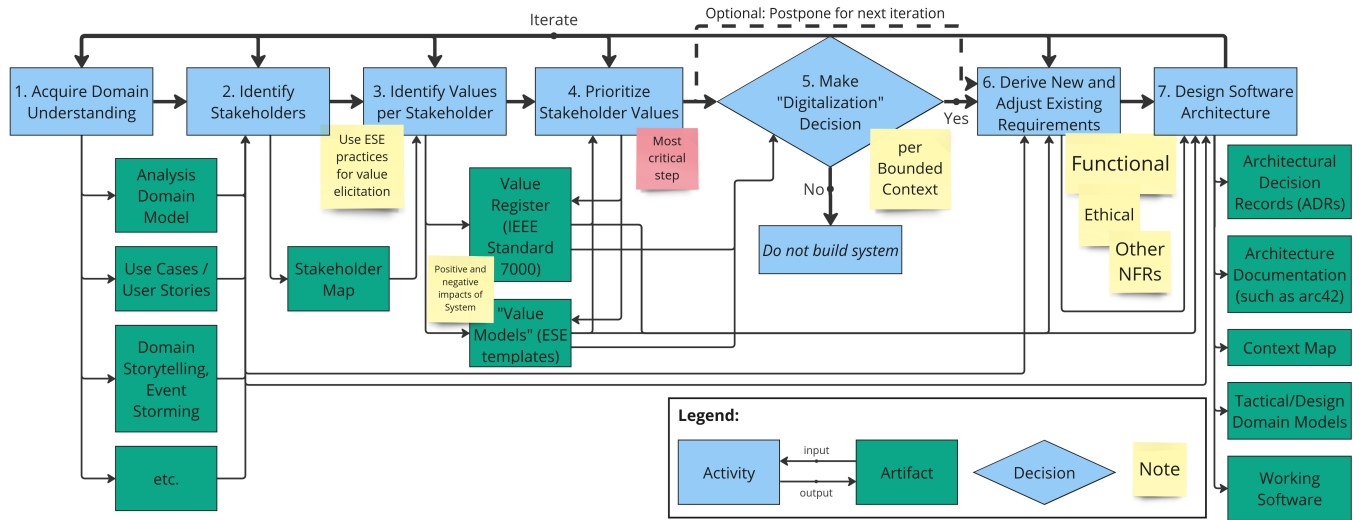 Optional: Postpone for next iteration
Iterate
1. Acquire Domain
Understanding
2. Identify
Stakeholders
3. Identify Values
per Stakeholder
4. Prioritize
Stakeholder Values
5. Make
"Digitalization"
Decision
6. Derive New and
Adjust Existing
Requirements
7. Design Software
Architecture
Yes
No
Do not build system
Use ESE
practices
for value
elicitation
Most
critical
step
per
Bounded
Context
Functional
Ethical
Other
NFRs
Analysis
Domain
Model
Use Cases /
User Stories
Domain
Storytelling,
Event
Storming
etc.
Stakeholder
Map
Value
Register
(IEEE
Standard
7000)
Positive and
negative
impacts of
System
"Value
Models" (ESE
templates)
Architectural
Decision
Records (ADRs)
Architecture
Documentation
(such as arc42)
Context Map
Tactical/Design
Domain Models
Working
Software
Legend:
Activity
input
output
Artifact
Decision
Note